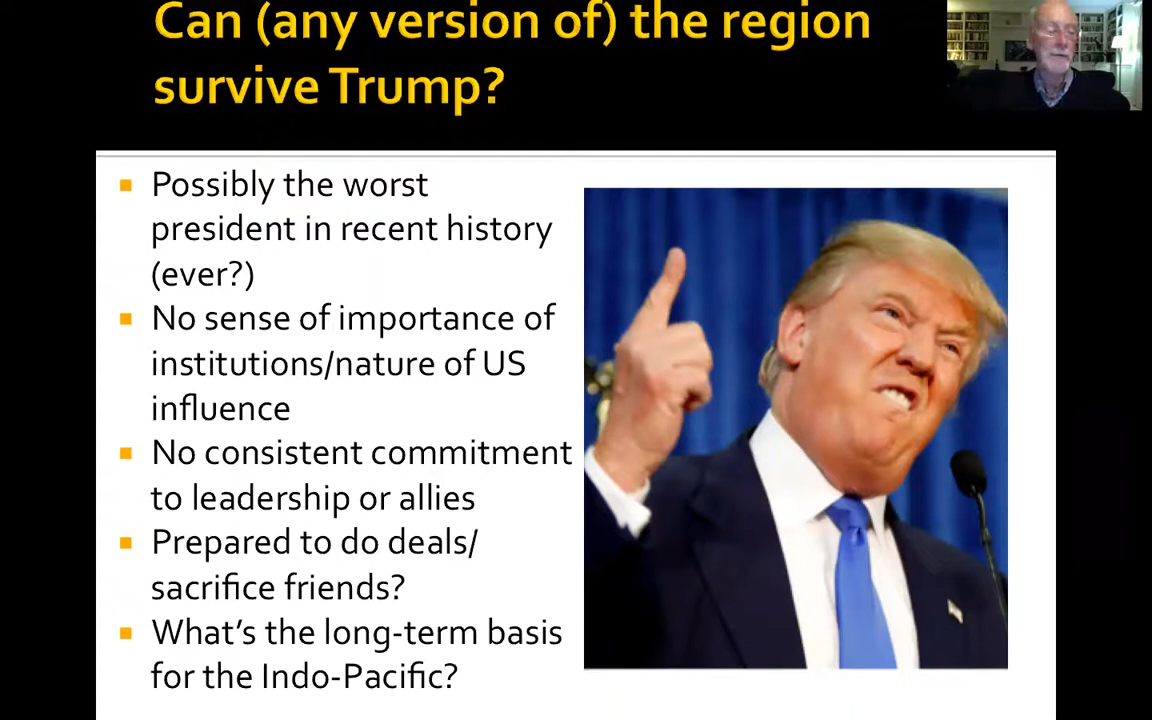 Can (any version of) the region
survive Trump?
Possibly the worst
president in recent history
(ever?)
No sense of importance of
institutions/nature of US
influence
No consistent commitment
to leadership or allies
Prepared to do deals/
sacrifice friends?
What's the long-term basis
for the Indo-Pacific?